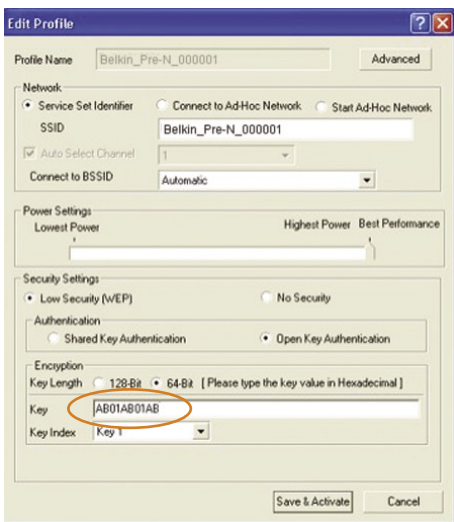 Edit Profile
Profile Name Belkin_Pre-N_000001 Advanced
Network
Service Set Identifier Connect to Ad-Hoc Network Start Ad-Hoc Network
SSID Belkin_Pre-N_000001
Auto Select Channel 1
Connect to BSSID Automatic
Power Settings
Lowest Power Highest Power Best Performance
Security Settings
Low Security (WEP) No Security
Authentication
Shared Key Authentication Open Key Authentication
Encryption
Key Length 128-Bit 64-Bit [ Please type the key value in Hexadecimal ]
Key AB01AB01AB
Key Index Key 1
Save & Activate Cancel